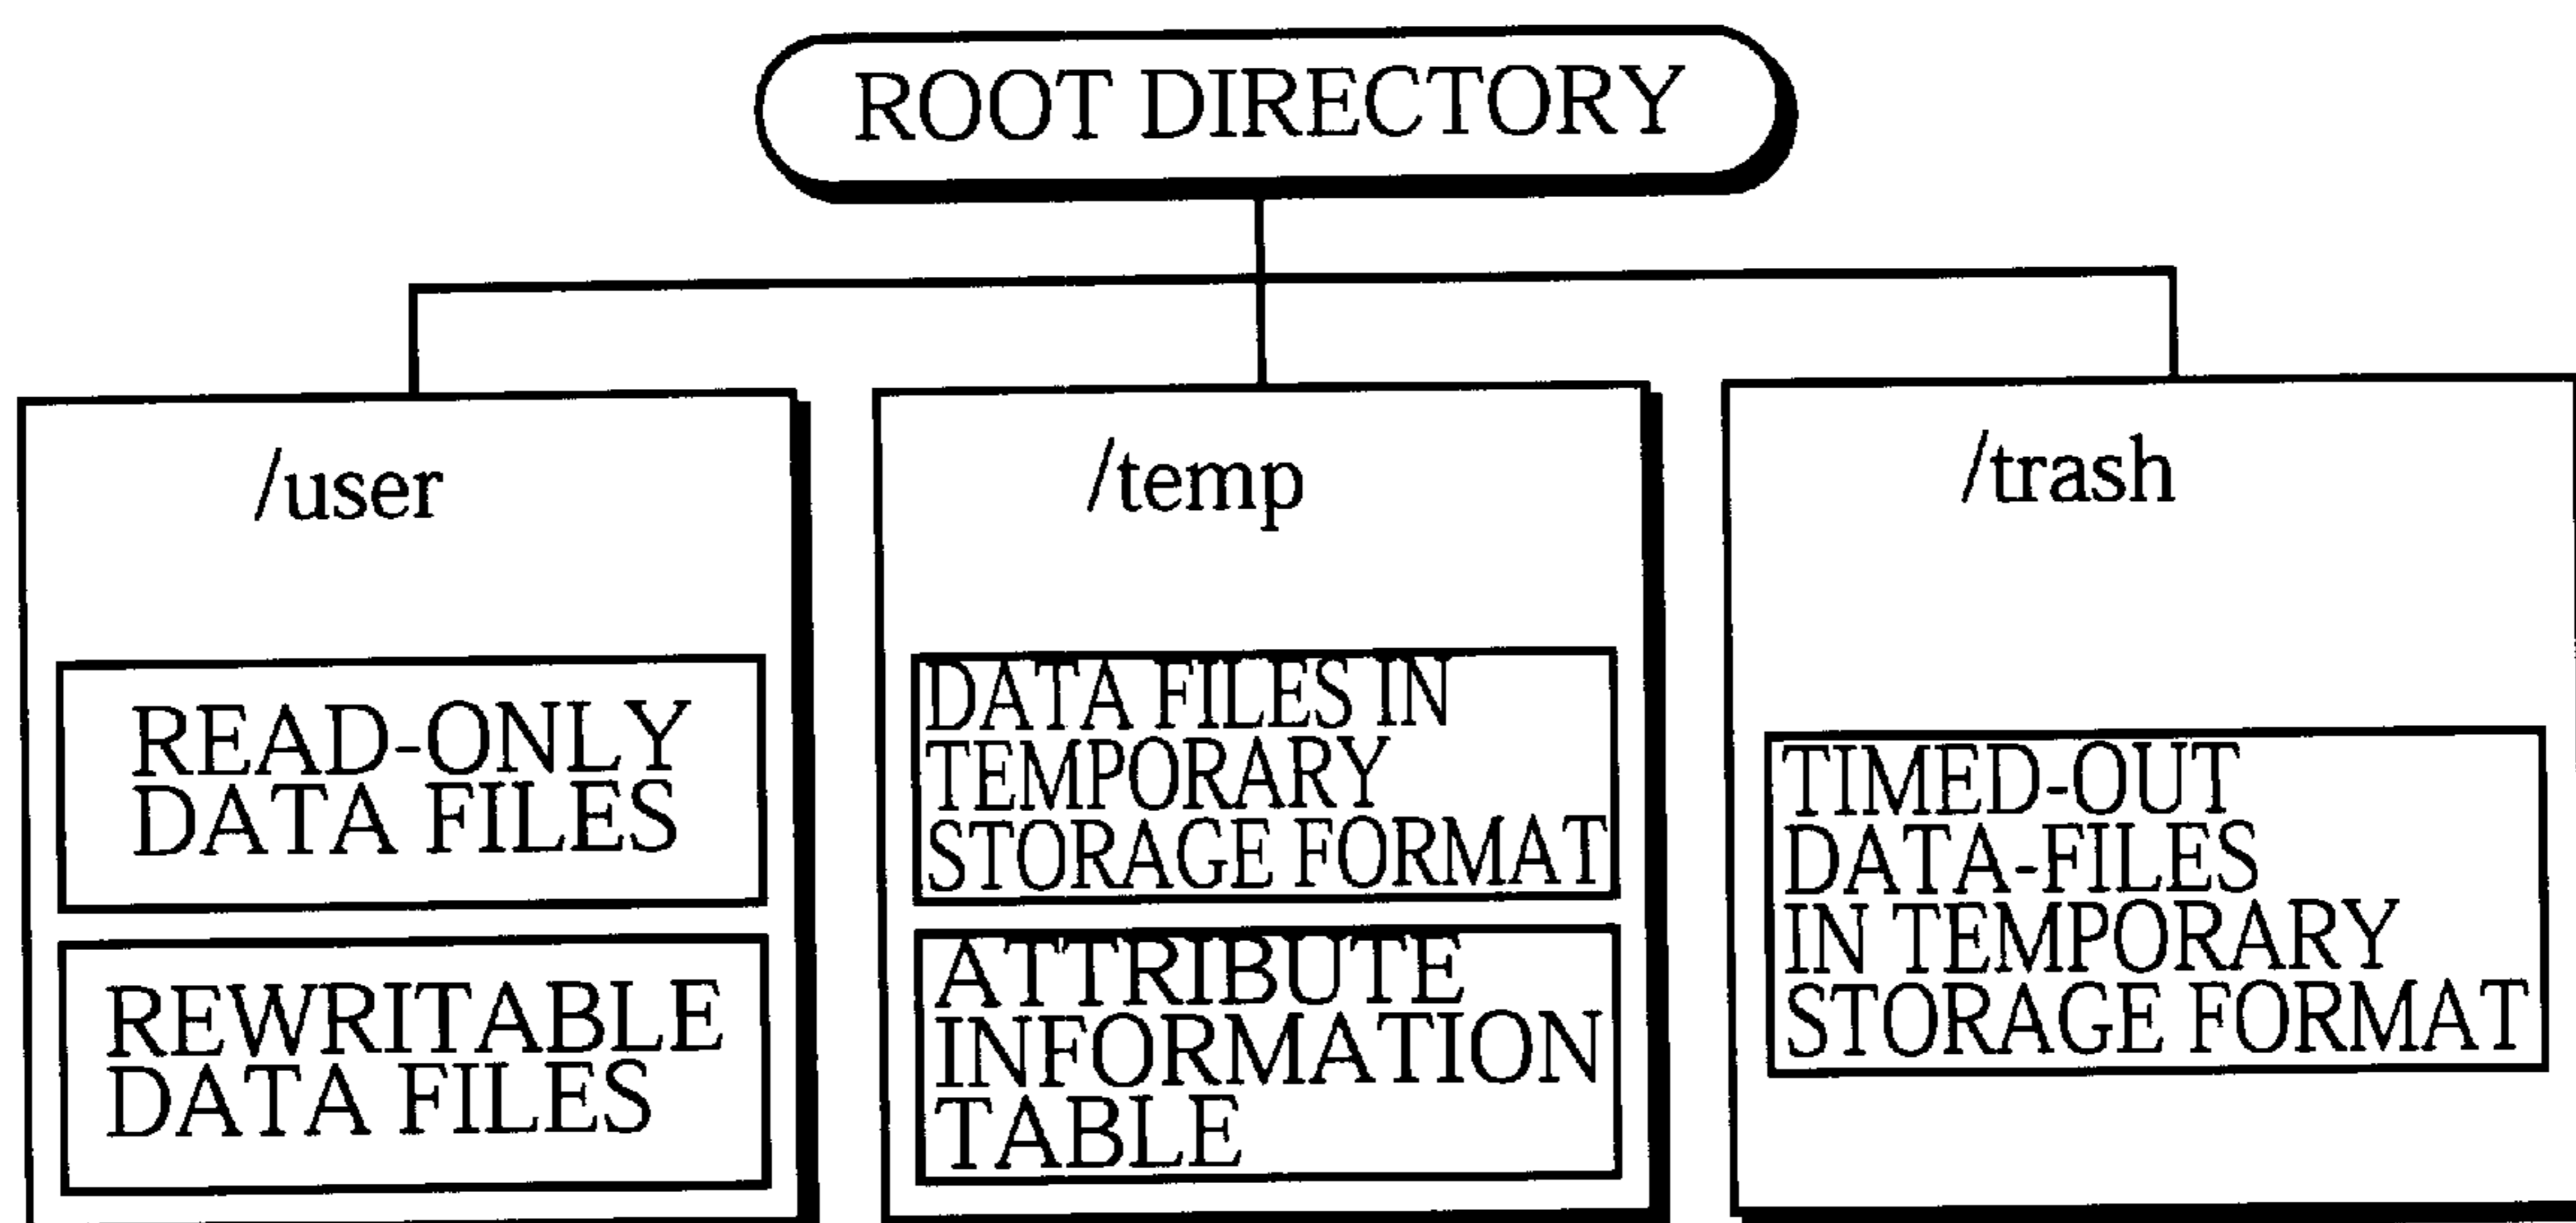 ROOT DIRECTORY
/user
READ-ONLY
DATA FILES
REWRITABLE
DATA FILES
/temp
DATA FILES IN
TEMPORARY
STORAGE FORMAT
ATTRIBUTE
INFORMATION
TABLE
/trash
TIMED-OUT
DATA-FILES
IN TEMPORARY
STORAGE FORMAT